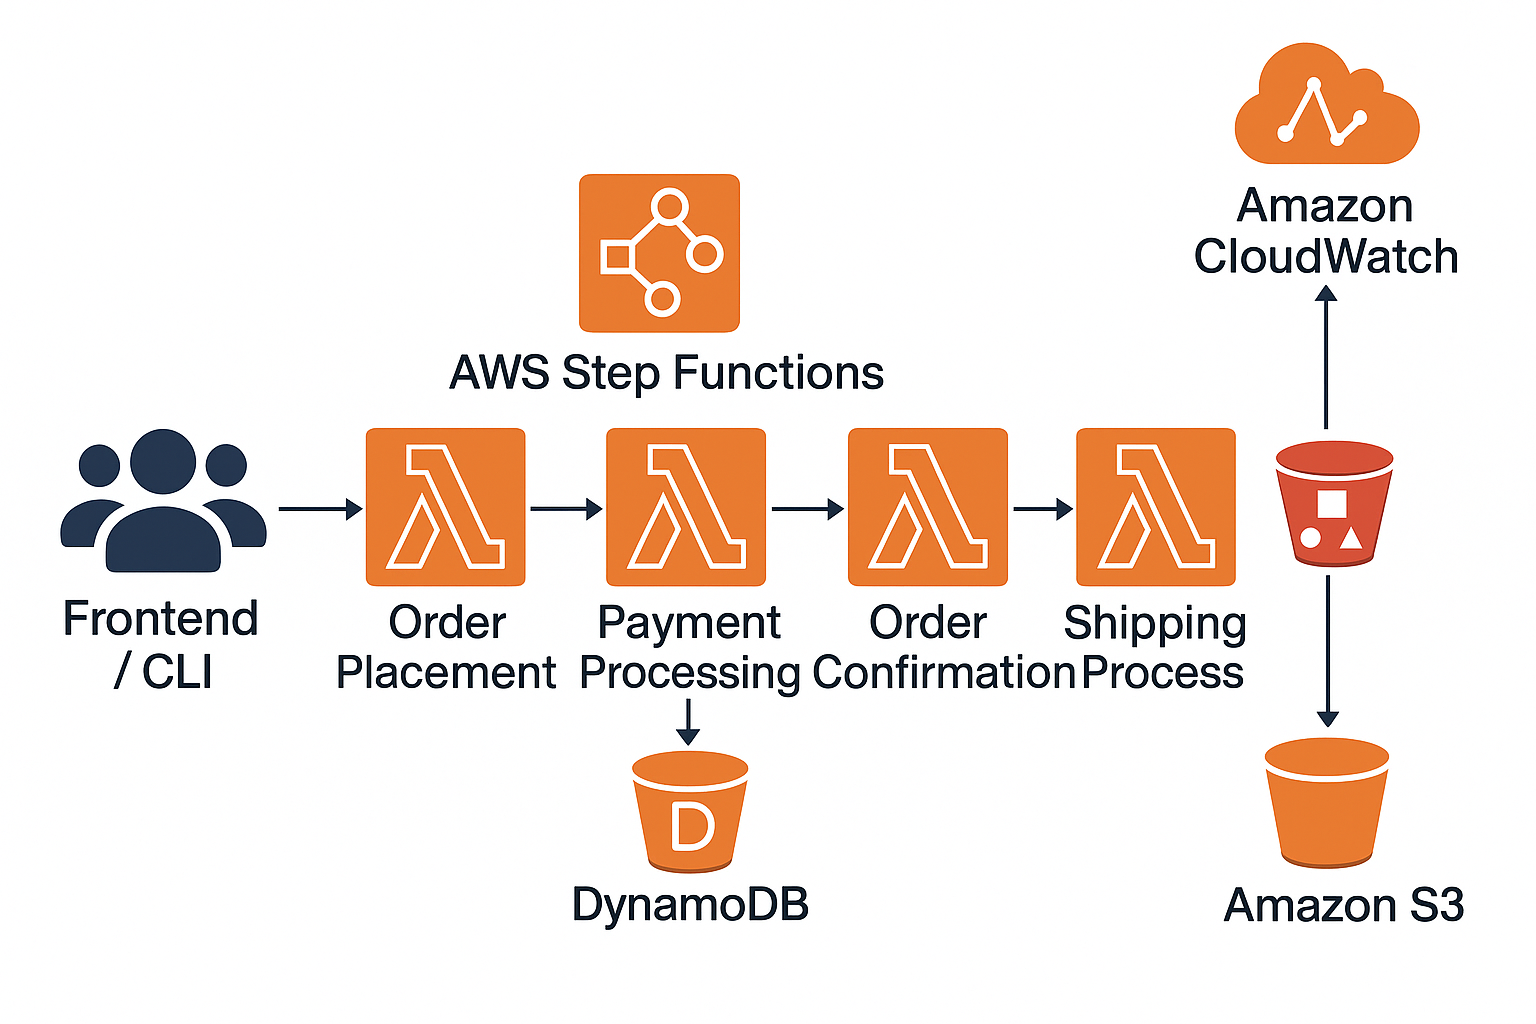 Amazon
CloudWatch
AWS Step Functions
Frontend
/ CLI
Order
Placement
Payment
Processing
Order
Confirmation
Shipping
Process
D
DynamoDB
Amazon S3